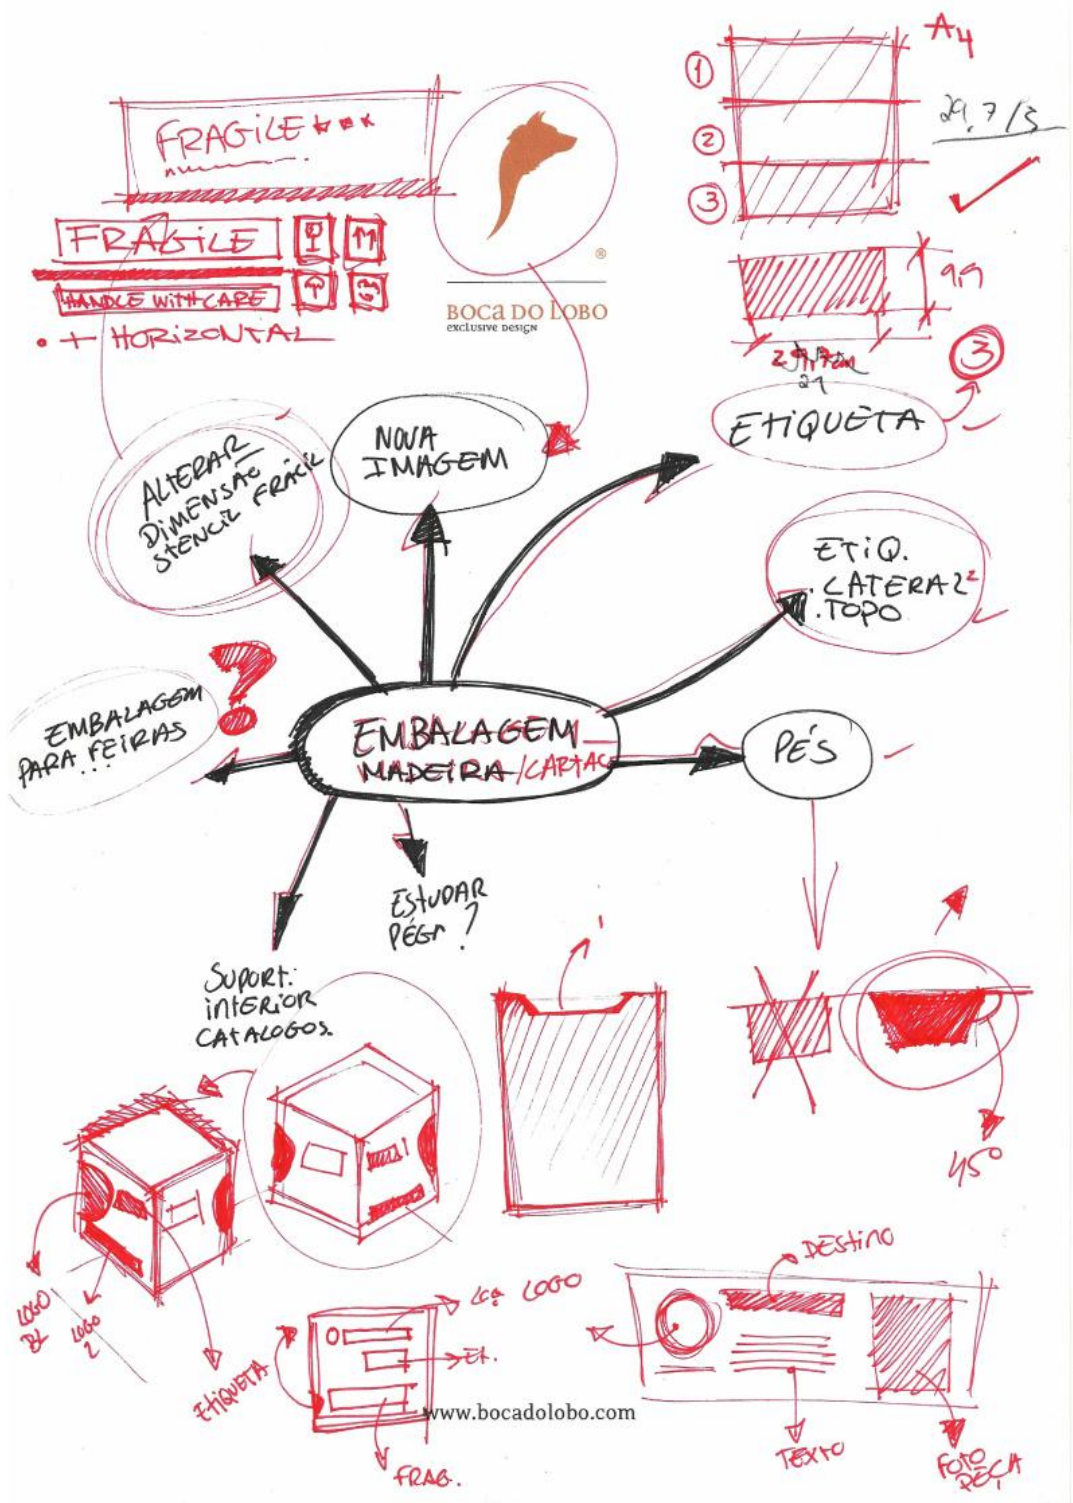 A4
1
2
3
29,7/3
FRAGILE
FRAGILE
HANDLE WITH CARE
+ HORIZONTAL
®
BOCA DO LOBO
EXCLUSIVE DESIGN
9,9
21
3
ETIQUETA
NOVA
IMAGEM
ALTERAR
DIMENSÃO
STENCIL FRÁGIL
ETIQ.
.LATERAL 2
.TOPO
EMBALAGEM
PARA FEIRAS
...
?
EMBALAGEM
MADEIRA/CARTÃO
PÉS
ESTUDAR
PÉGA ?
SUPORT.
INTERIOR
CATALOGOS.
45º
LOGO
BL
LOGO
2
ETIQUETA
LOGO
ET.
FRAG.
DESTINO
TEXTO
FOTO
PEÇA
www.bocadolobo.com